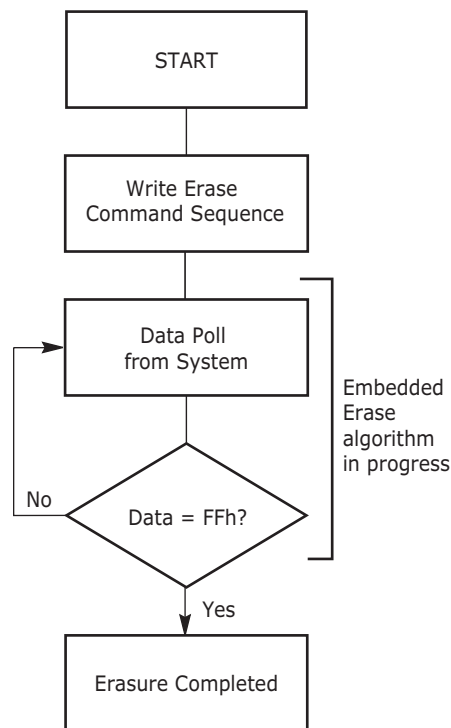 START
Write Erase
Command Sequence
Data Poll
from System
Embedded
Erase
algorithm
in progress
No
Data = FFh?
Yes
Erasure Completed